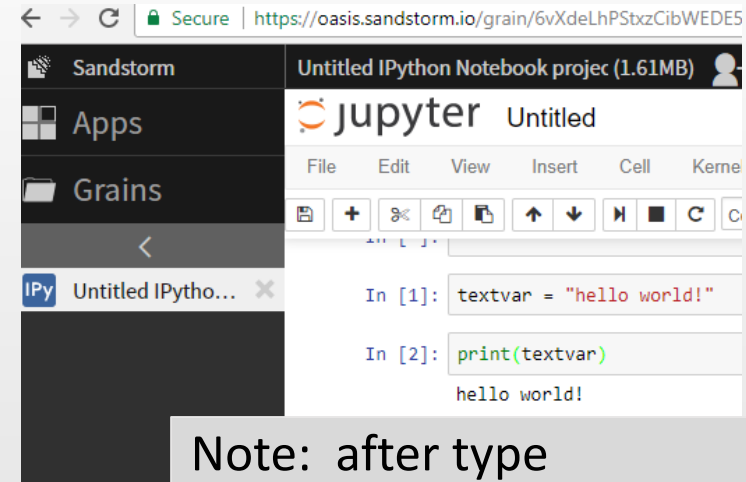 Secure | https://oasis.sandstorm.io/grain/6vXdeLhPStxzCibWEDE5
Sandstorm
Untitled IPython Notebook projec (1.61MB)
Apps
jupyter Untitled
File Edit View Insert Cell Kernel
Grains
In [ ]:
IPy Untitled IPytho...
In [1]: textvar = "hello world!"
In [2]: print(textvar)
hello world!
Note: after type